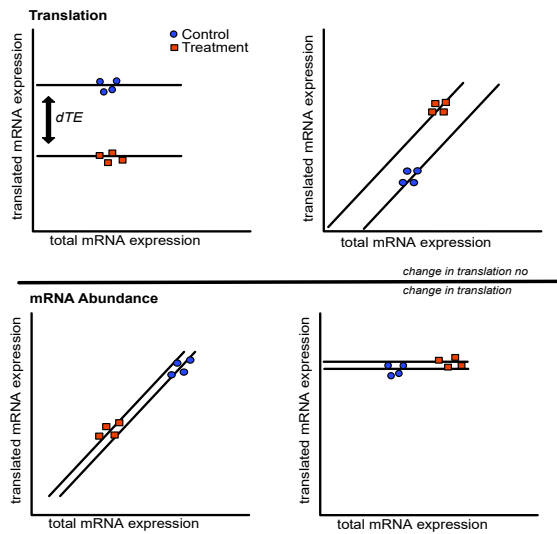 Translation
Control
Treatment
translated mRNA expression
dTE
total mRNA expression
translated mRNA expression
total mRNA expression
change in translation no
change in translation
mRNA Abundance
translated mRNA expression
total mRNA expression
translated mRNA expression
total mRNA expression